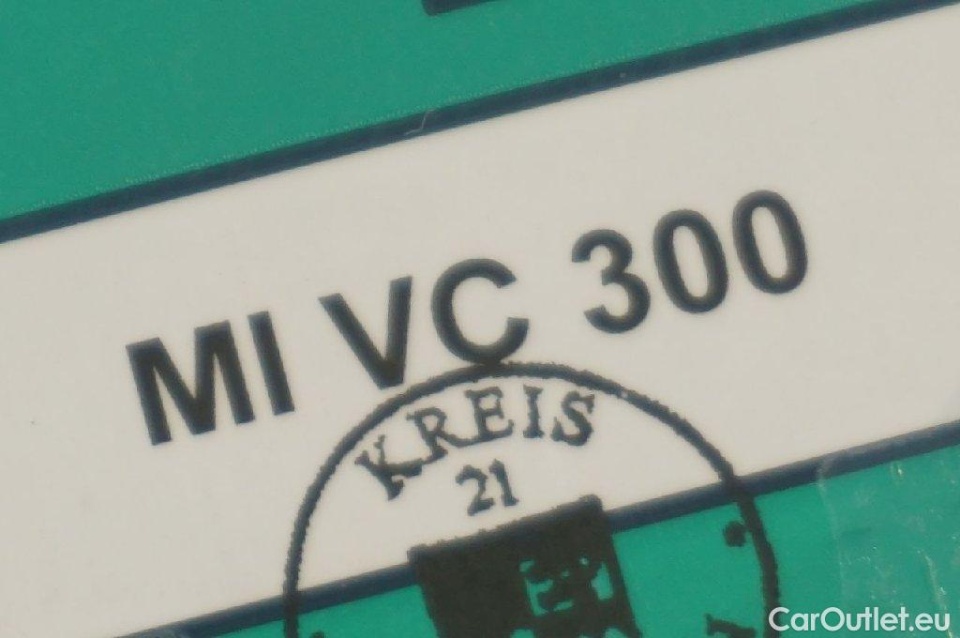 MI VC 300
KREIS
21
CarOutlet.eu